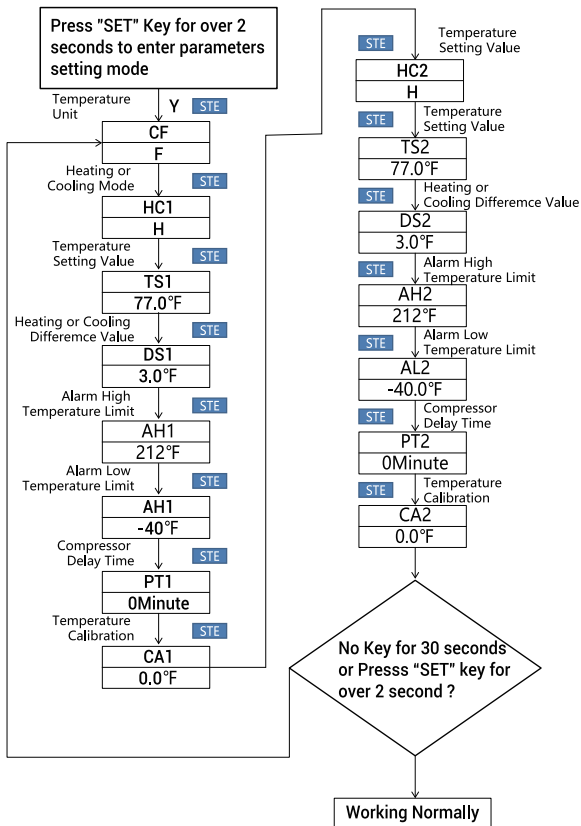 Press "SET" Key for over 2
seconds to enter parameters
setting mode
Temperature
Unit
Y
STE
CF
F
Heating or
Cooling Mode
STE
HC1
H
Temperature
Setting Value
STE
TS1
77.0°F
Heating or Cooling
Difference Value
STE
DS1
3.0°F
Alarm High
Temperature Limit
STE
AH1
212°F
Alarm Low
Temperature Limit
STE
AH1
-40°F
Compressor
Delay Time
STE
PT1
0Minute
Temperature
Calibration
STE
CA1
0.0°F
STE
Temperature
Setting Value
HC2
H
STE
Temperature
Setting Value
TS2
77.0°F
STE
Heating or
Cooling Difference Value
DS2
3.0°F
STE
Alarm High
Temperature Limit
AH2
212°F
STE
Alarm Low
Temperature Limit
AL2
-40.0°F
STE
Compressor
Delay Time
PT2
0Minute
STE
Temperature
Calibration
CA2
0.0°F
No Key for 30 seconds
or Presss “SET” key for
over 2 second ?
Working Normally